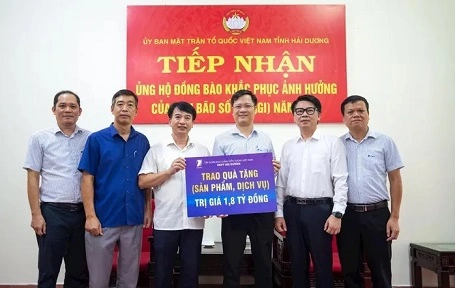 ỦY BAN MẶT TRẬN TỔ QUỐC VIỆT NAM TỈNH HẢI DƯƠNG
TIẾP NHẬN
ỦNG HỘ ĐỒNG BÀO KHẮC PHỤC ẢNH HƯỞNG
CỦA BÃO SỐ GI) NĂM
TRAO QUÀ TẶNG
(SẢN PHẨM, DỊCH VỤ)
TRỊ GIÁ 1,8 TỶ ĐỒNG